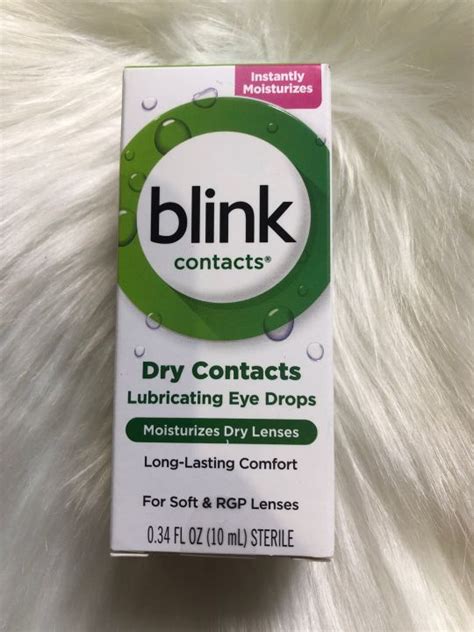 Instantly
Moisturizes
blink
contacts®
Dry Contacts
Lubricating Eye Drops
Moisturizes Dry Lenses
Long-Lasting Comfort
For Soft & RGP Lenses
0.34 FL OZ (10 mL) STERILE